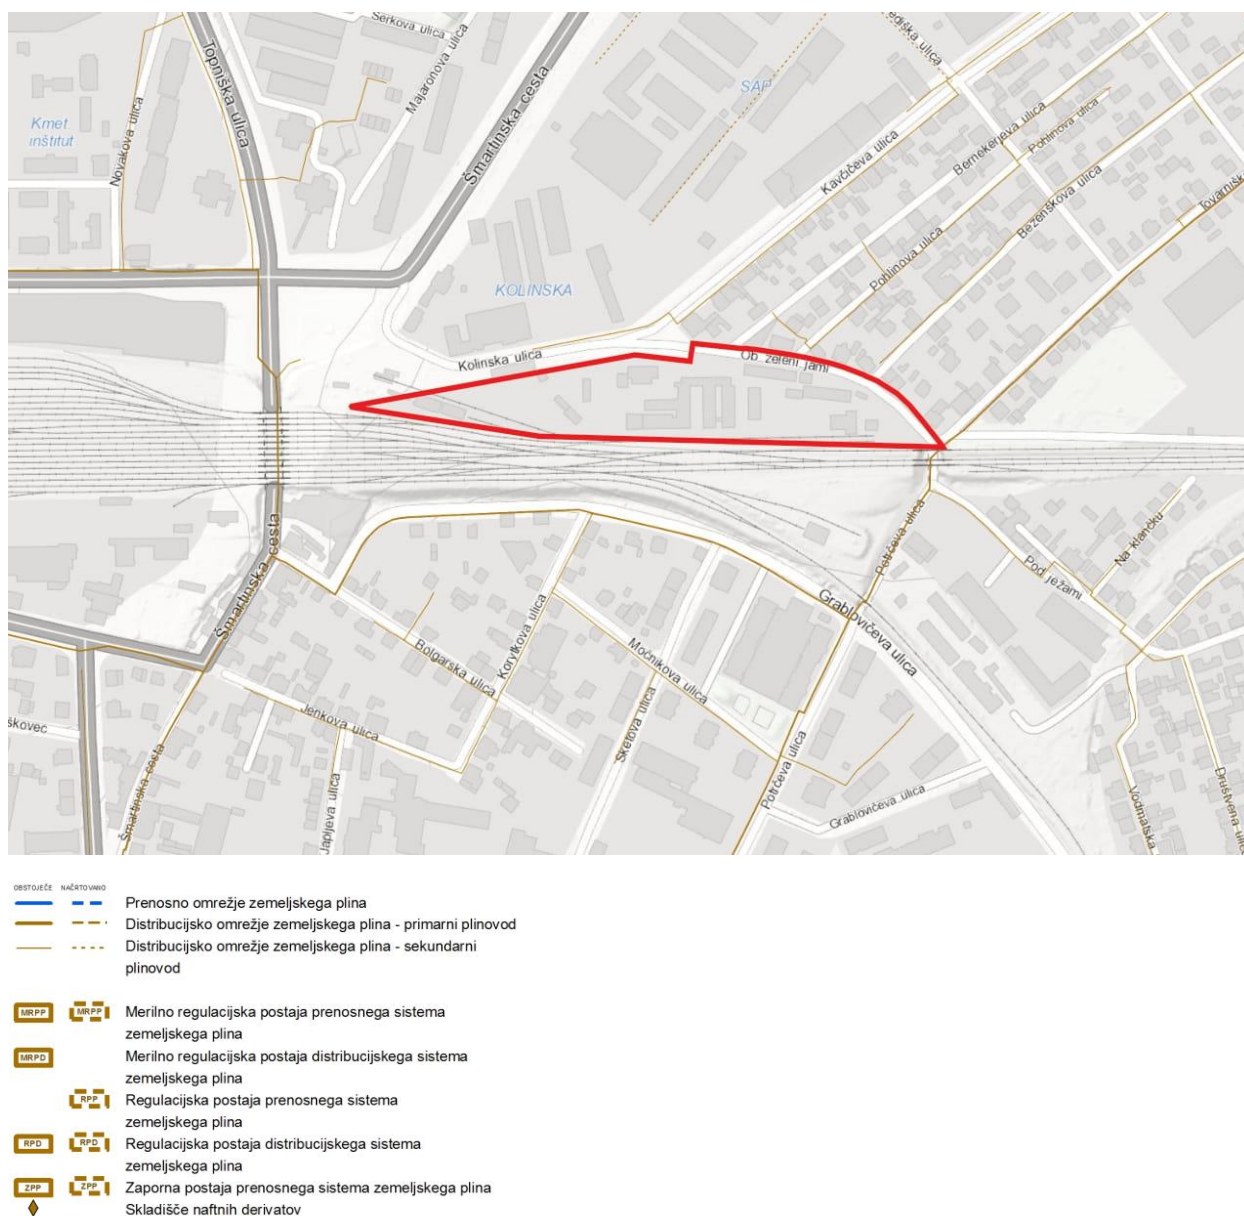 Serkova ulica
Topniška ulica
Majaronova ulica
Šmartinska cesta
SAP
Kmet.
inštitut
Novakova ulica
Kavčičeva ulica
Bernekerjeva ulica
Pohlinova ulica
Bezenškova ulica
Pohlinova ulica
KOLINSKA
Kolinska ulica
Ob zeleni jami
Šmartinska cesta
Potrčeva ulica
Na klančku
Pod ježami
Grablovičeva ulica
Bolgarska ulica
Korytkova ulica
Močnikova ulica
Sketova ulica
Jenkova ulica
škovec
Šmartinska cesta
Japljeva ulica
Potrčeva ulica
Grablovičeva ulica
Vodmatska
Društvena ulica
OBSTOJEČE NAČRTOVANO
Prenosno omrežje zemeljskega plina
Distribucijsko omrežje zemeljskega plina - primarni plinovod
Distribucijsko omrežje zemeljskega plina - sekundarni
plinovod
MRPP MRPP Merilno regulacijska postaja prenosnega sistema
zemeljskega plina
MRPD Merilno regulacijska postaja distribucijskega sistema
zemeljskega plina
RPP Regulacijska postaja prenosnega sistema
zemeljskega plina
RPD RPD Regulacijska postaja distribucijskega sistema
zemeljskega plina
ZPP ZPP Zaporna postaja prenosnega sistema zemeljskega plina
Skladišče naftnih derivatov